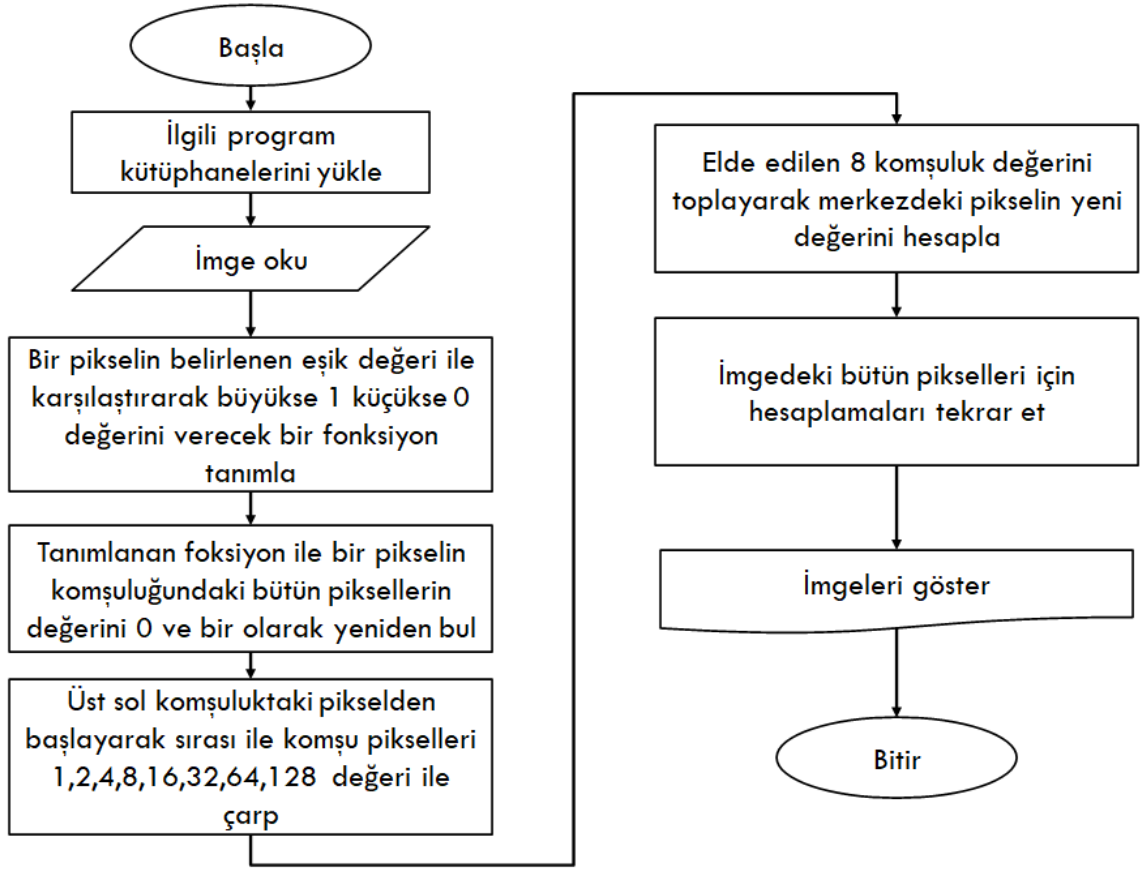 Başla
İlgili program
kütüphanelerini yükle
İmge oku
Bir pikselin belirlenen eşik değeri ile
karşılaştırarak büyükse 1 küçükse 0
değerini verecek bir fonksiyon
tanımla
Tanımlanan foksiyon ile bir pikselin
komşuluğundaki bütün piksellerin
değerini 0 ve bir olarak yeniden bul
Üst sol komşuluktaki pikselden
başlayarak sırası ile komşu pikselleri
1,2,4,8,16,32,64,128 değeri ile
çarp
Elde edilen 8 komşuluk değerini
toplayarak merkezdeki pikselin yeni
değerini hesapla
İmgedeki bütün pikselleri için
hesaplamaları tekrar et
İmgeleri göster
Bitir